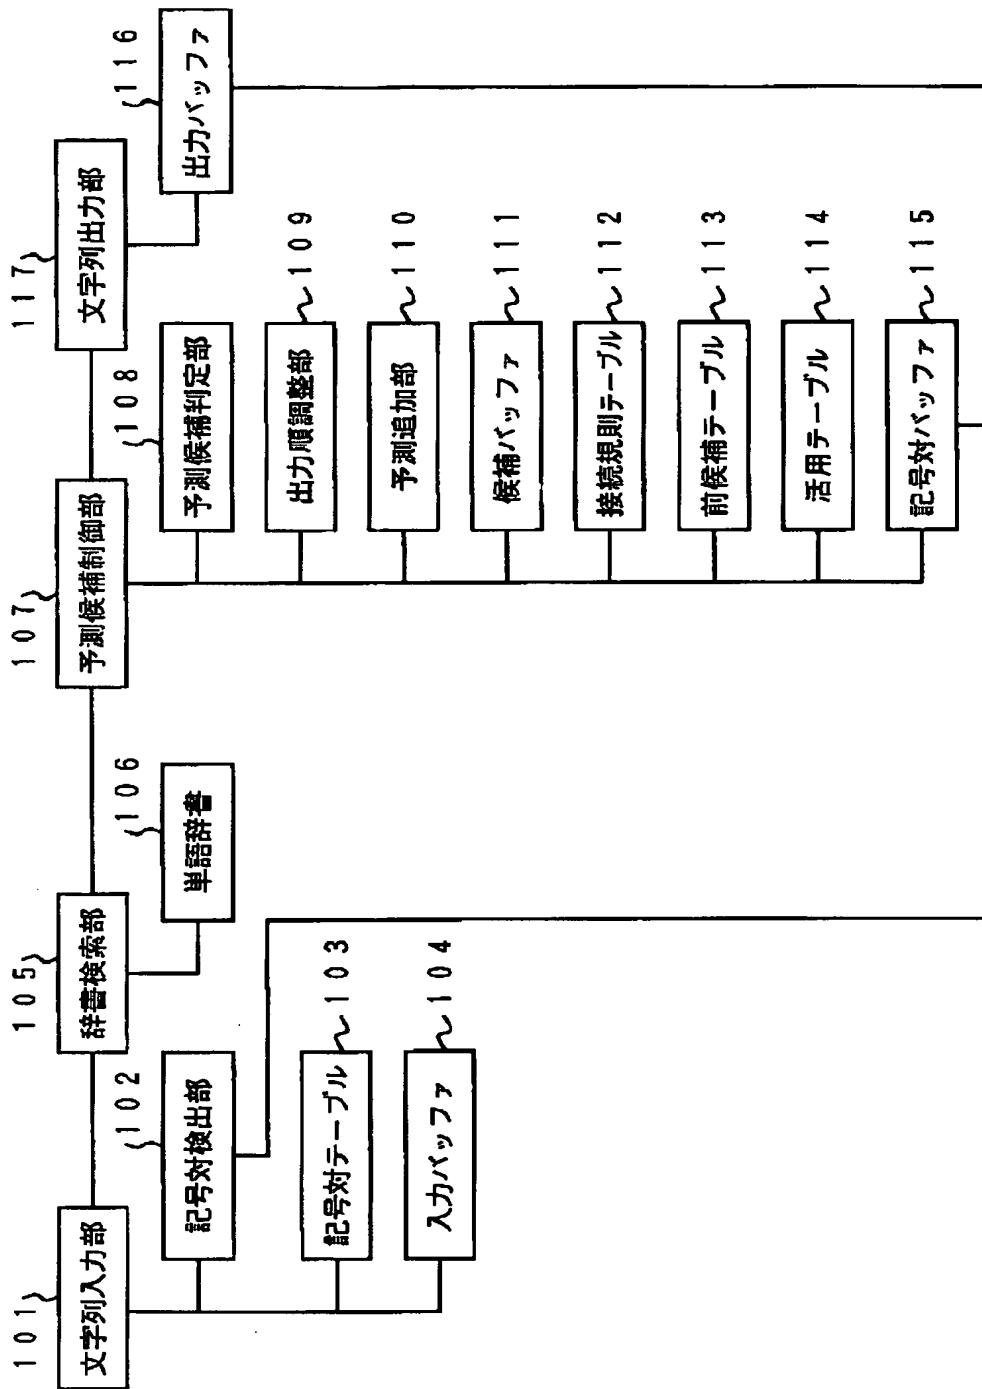 101
文字列入力部
102
記号対検出部
記号対テーブル
103
入力バッファ
104
105
辞書検索部
106
単語辞書
107
予測候補制御部
108
予測候補判定部
出力順調整部
109
予測追加部
110
候補バッファ
111
接続規則テーブル
112
前候補テーブル
113
活用テーブル
114
記号対バッファ
115
117
文字列出力部
116
出力バッファ